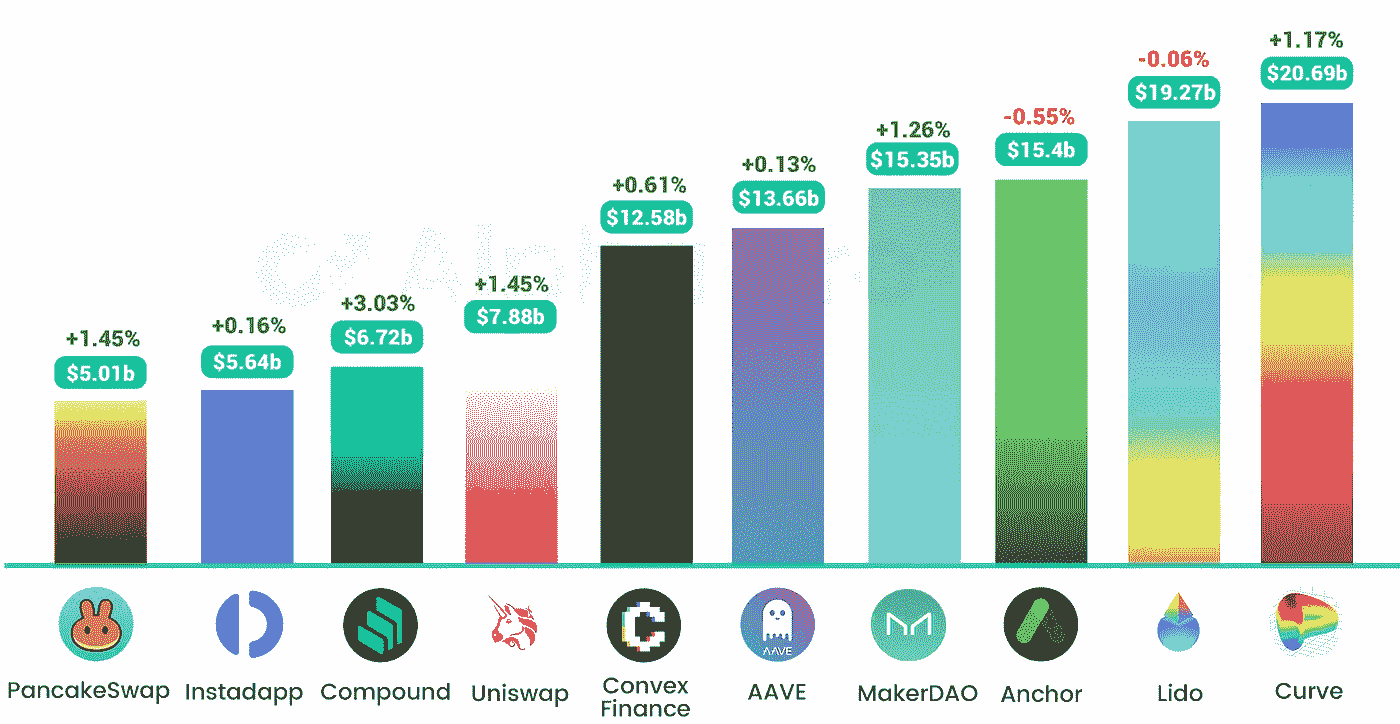 +1.45%
$5.01b
+0.16%
$5.64b
+3.03%
$6.72b
+1.45%
$7.88b
+0.61%
$12.58b
+0.13%
$13.66b
+1.26%
$15.35b
-0.55%
$15.4b
-0.06%
$19.27b
+1.17%
$20.69b
AAVE
PancakeSwap
Instadapp
Compound
Uniswap
Convex
Finance
AAVE
MakerDAO
Anchor
Lido
Curve